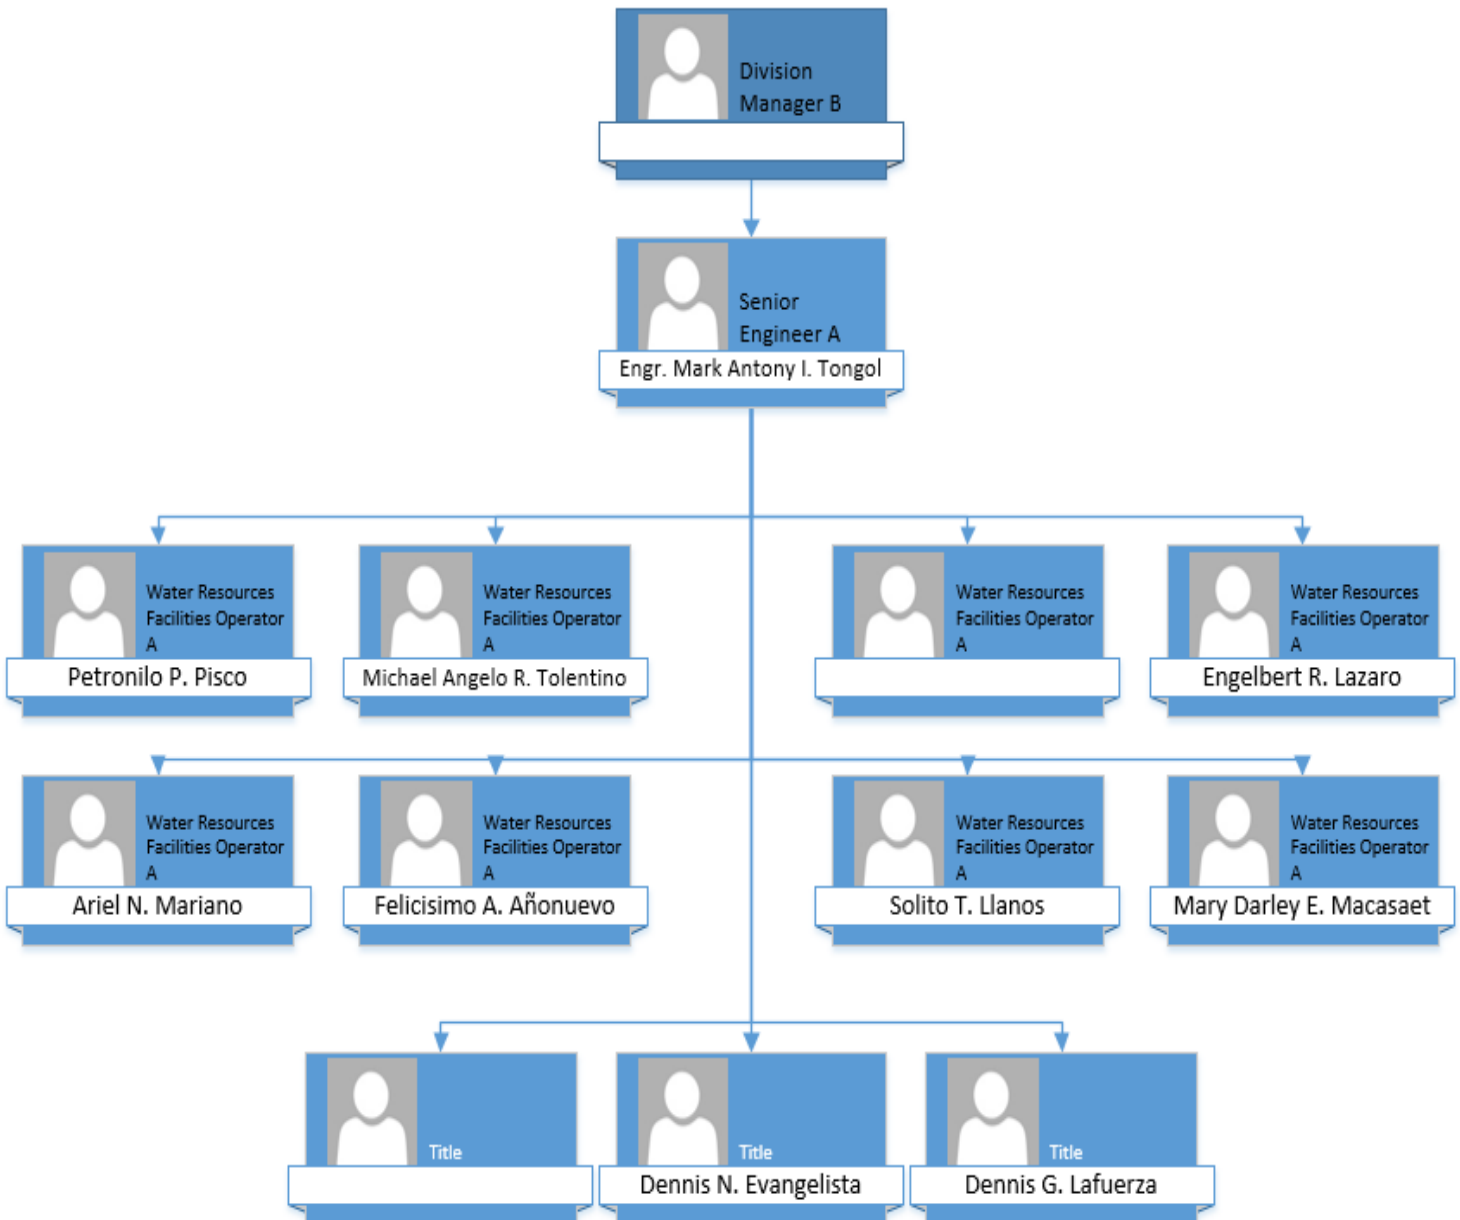 Division
Manager B
Senior
Engineer A
Engr. Mark Antony I. Tongol
Water Resources
Facilities Operator
A
Petronilo P. Pisco
Water Resources
Facilities Operator
A
Michael Angelo R. Tolentino
Water Resources
Facilities Operator
A
Water Resources
Facilities Operator
A
Engelbert R. Lazaro
Water Resources
Facilities Operator
A
Ariel N. Mariano
Water Resources
Facilities Operator
A
Felicisimo A. Añonuevo
Water Resources
Facilities Operator
A
Solito T. Llanos
Water Resources
Facilities Operator
A
Mary Darley E. Macasaet
Title
Title
Dennis N. Evangelista
Title
Dennis G. Lafuerza